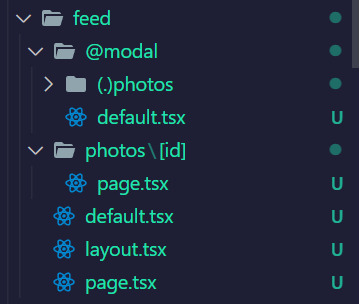 feed
@modal
(.)photos
default.tsx U
photos\[id]
page.tsx U
default.tsx U
layout.tsx U
page.tsx U